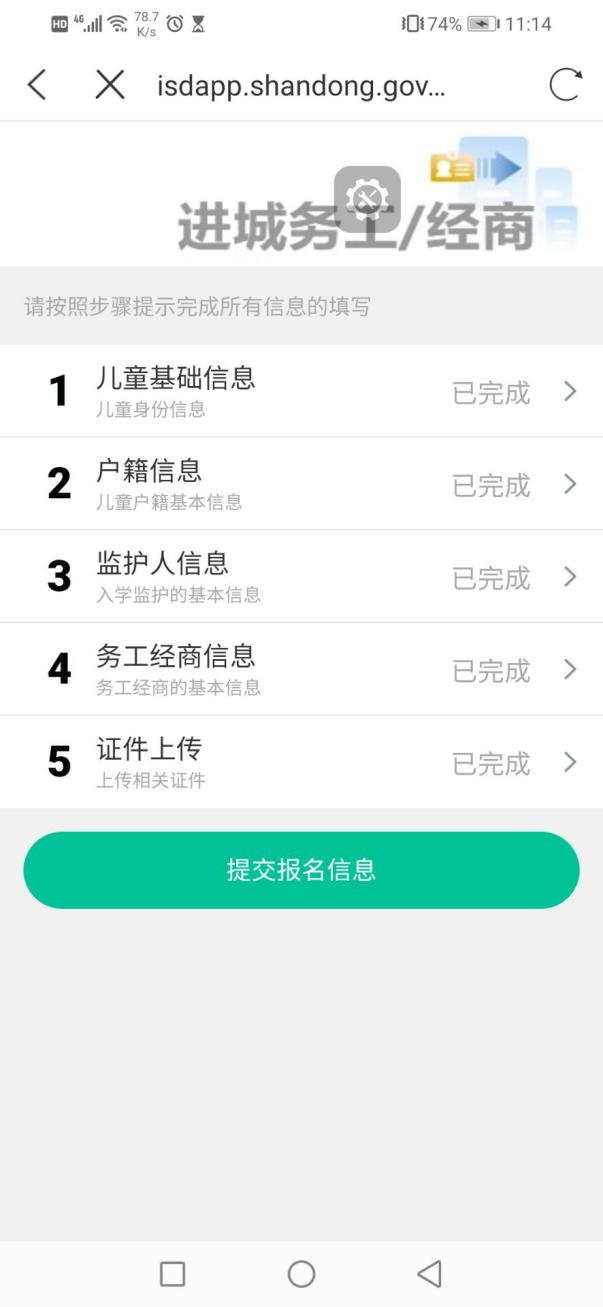 HD 4G 78.7 K/s 74% 11:14
isdapp.shandong.gov...
进城务工/经商
请按照步骤提示完成所有信息的填写
1 儿童基础信息 已完成
儿童身份信息
2 户籍信息 已完成
儿童户籍基本信息
3 监护人信息 已完成
入学监护的基本信息
4 务工经商信息 已完成
务工经商的基本信息
5 证件上传 已完成
上传相关证件
提交报名信息